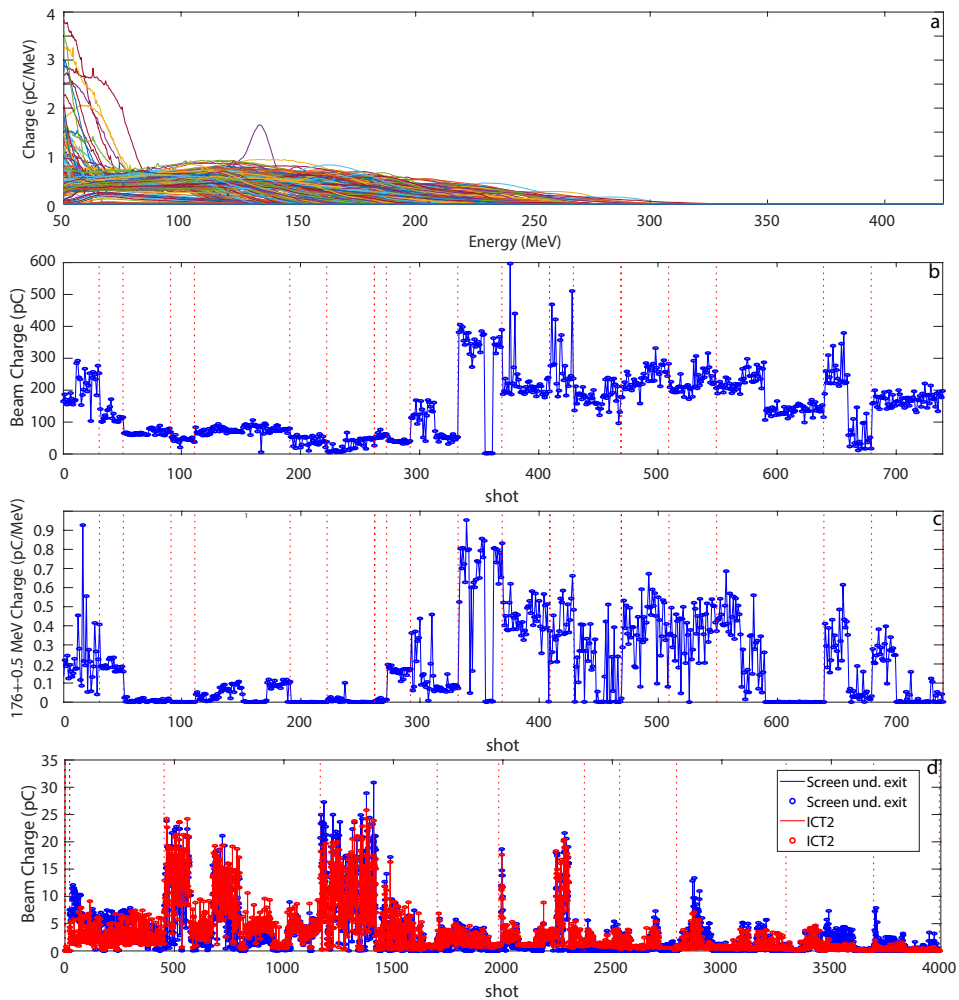 a
Charge (pC/MeV)
4
3
2
1
0
50 100 150 200 250 300 350 400
Energy (MeV)
b
Beam Charge (pC)
600
500
400
300
200
100
0
0 100 200 300 400 500 600 700
shot
c
176+-0.5 MeV Charge (pC/MeV)
0.9
0.8
0.7
0.6
0.5
0.4
0.3
0.2
0.1
0
1
0 100 200 300 400 500 600 700
shot
d
Beam Charge (pC)
35
30
25
20
15
10
5
0
Screen und. exit
Screen und. exit
ICT2
ICT2
0 500 1000 1500 2000 2500 3000 3500 4000
shot